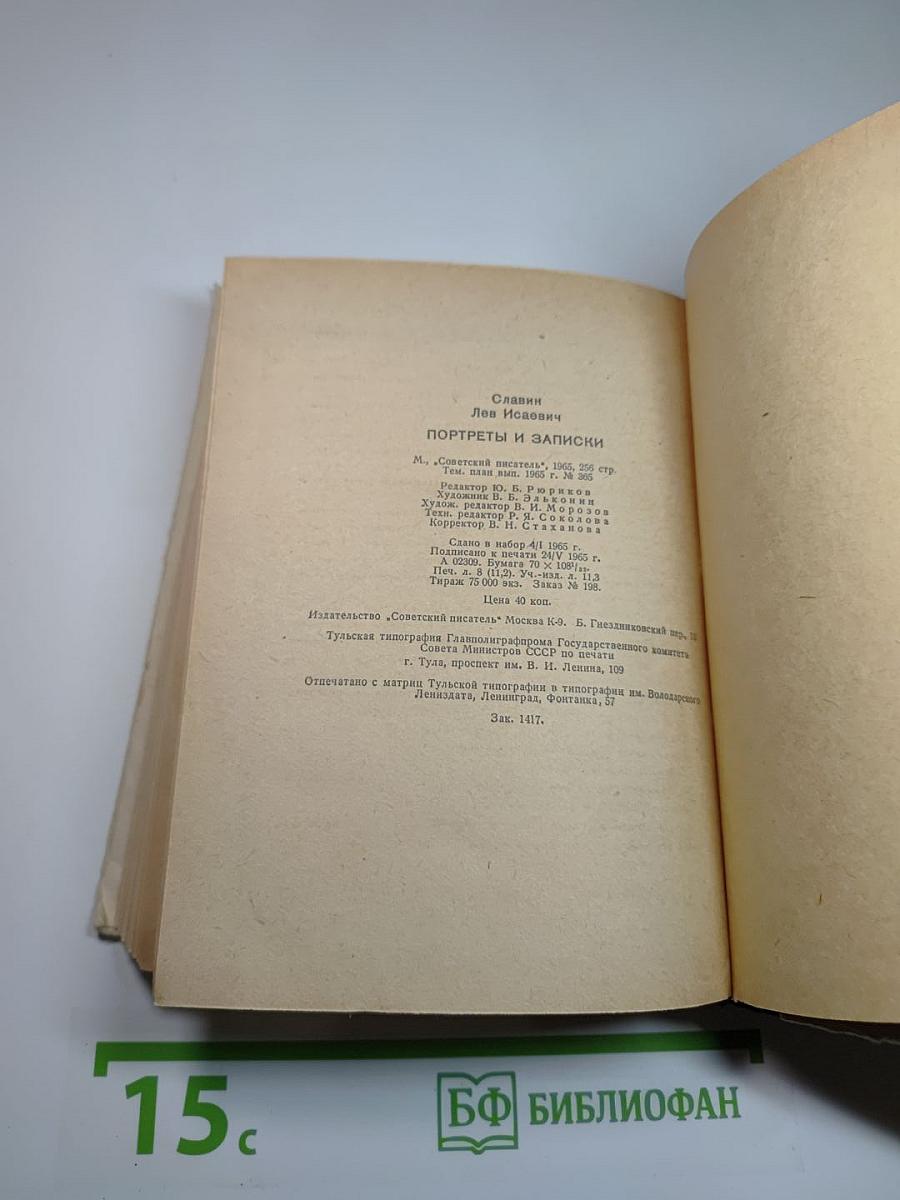 Славин
Лев Исаевич
ПОРТРЕТЫ И ЗАПИСКИ
М., „Советский писатель“, 1965, 256 стр.
Тем. план вып. 1965 г. № 365
Редактор Ю. Б. Рюриков
Художник В. Б. Эльконин
Худож. редактор В. И. Морозов
Техн. редактор Р. Я. Соколова
Корректор В. Н. Стаханова
Сдано в набор 4/I 1965 г.
Подписано к печати 24/V 1965 г.
А 02309. Бумага 70 × 108¹/₃₂.
Печ. л. 8 (11,2). Уч.-изд. л. 11,3
Тираж 75 000 экз. Заказ № 198.
Цена 40 коп.
Издательство „Советский писатель“ Москва К-9. Б. Гнездниковский пер.,
Тульская типография Главполиграфпрома Государственного комитета
Совета Министров СССР по печати
г. Тула, проспект им. В. И. Ленина, 109
Отпечатано с матриц Тульской типографии в типографии им. Володарского
Лениздата, Ленинград, Фонтанка, 57
Зак. 1417.
15 с
БФ БИБЛИОФАН